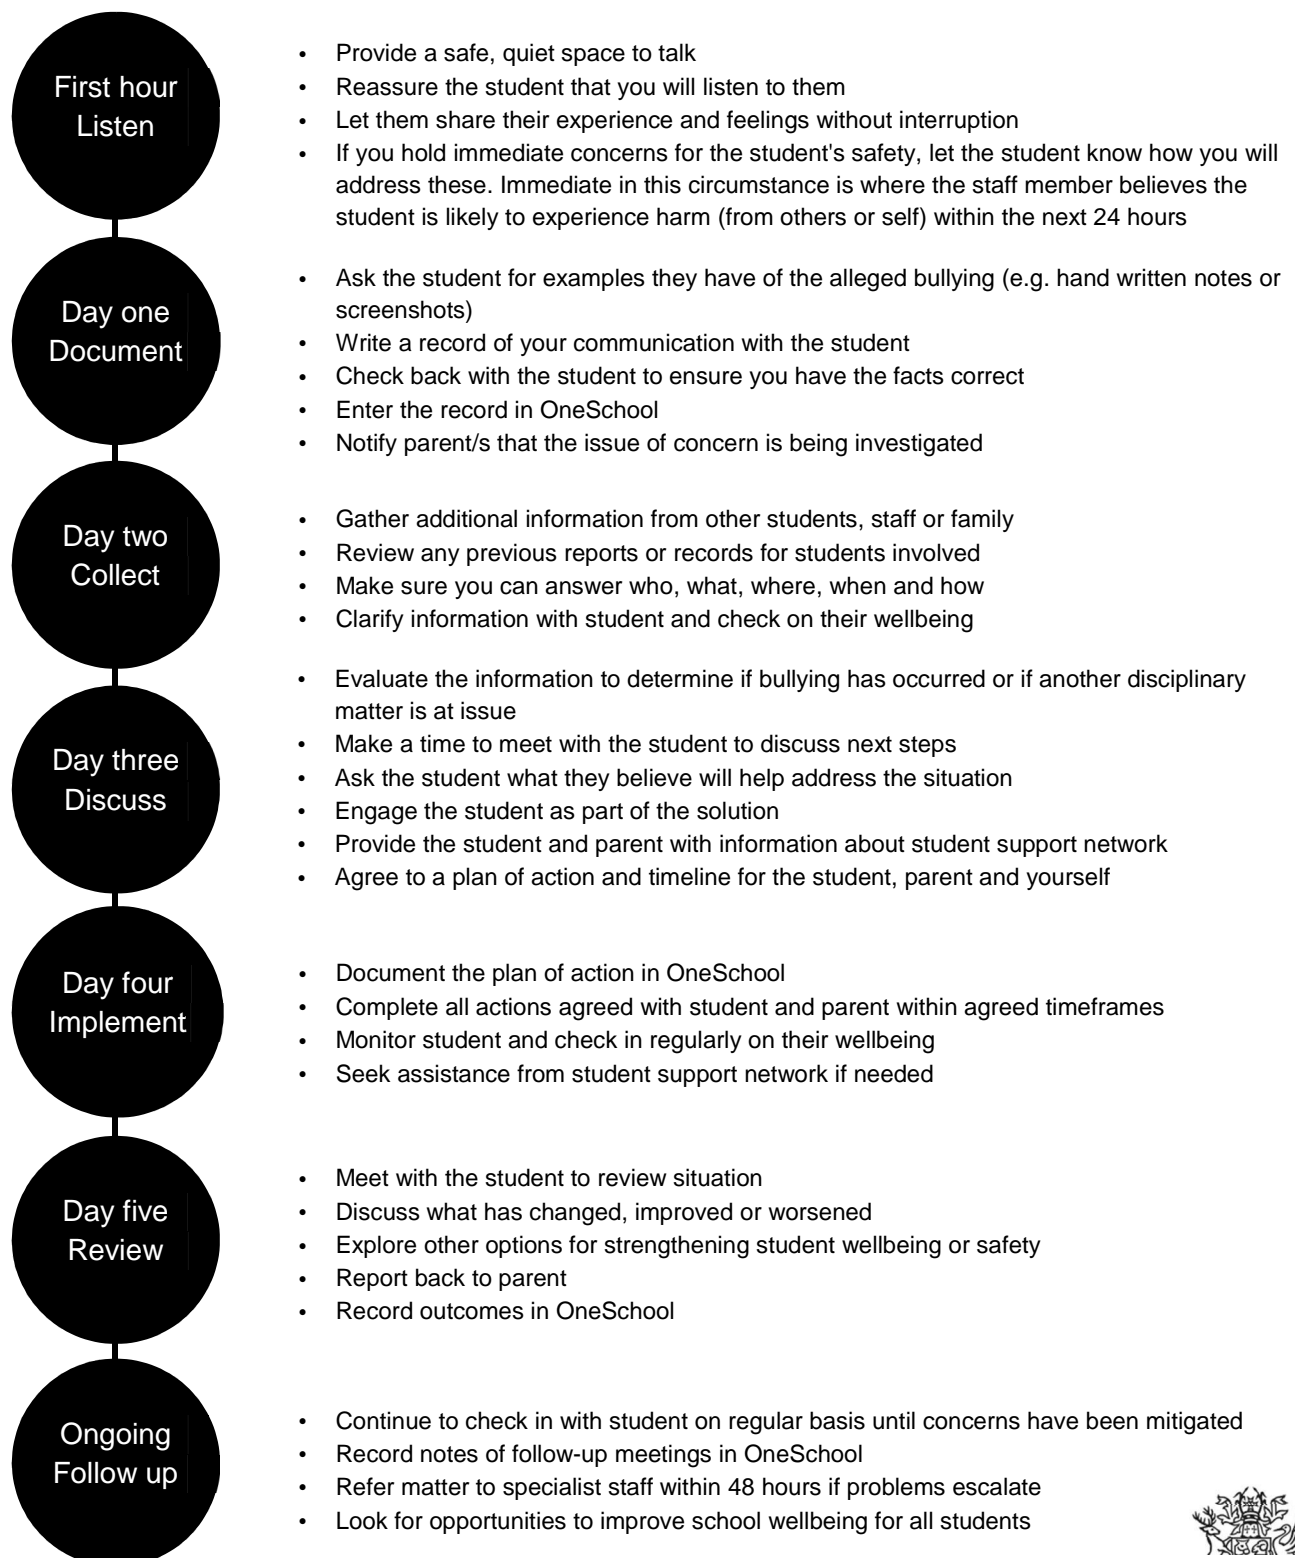 First hour
Listen
• Provide a safe, quiet space to talk
• Reassure the student that you will listen to them
• Let them share their experience and feelings without interruption
• If you hold immediate concerns for the student's safety, let the student know how you will
address these. Immediate in this circumstance is where the staff member believes the
student is likely to experience harm (from others or self) within the next 24 hours
Day one
Document
• Ask the student for examples they have of the alleged bullying (e.g. hand written notes or
screenshots)
• Write a record of your communication with the student
• Check back with the student to ensure you have the facts correct
• Enter the record in OneSchool
• Notify parent/s that the issue of concern is being investigated
Day two
Collect
• Gather additional information from other students, staff or family
• Review any previous reports or records for students involved
• Make sure you can answer who, what, where, when and how
• Clarify information with student and check on their wellbeing
Day three
Discuss
• Evaluate the information to determine if bullying has occurred or if another disciplinary
matter is at issue
• Make a time to meet with the student to discuss next steps
• Ask the student what they believe will help address the situation
• Engage the student as part of the solution
• Provide the student and parent with information about student support network
• Agree to a plan of action and timeline for the student, parent and yourself
Day four
Implement
• Document the plan of action in OneSchool
• Complete all actions agreed with student and parent within agreed timeframes
• Monitor student and check in regularly on their wellbeing
• Seek assistance from student support network if needed
Day five
Review
• Meet with the student to review situation
• Discuss what has changed, improved or worsened
• Explore other options for strengthening student wellbeing or safety
• Report back to parent
• Record outcomes in OneSchool
Ongoing
Follow up
• Continue to check in with student on regular basis until concerns have been mitigated
• Record notes of follow-up meetings in OneSchool
• Refer matter to specialist staff within 48 hours if problems escalate
• Look for opportunities to improve school wellbeing for all students